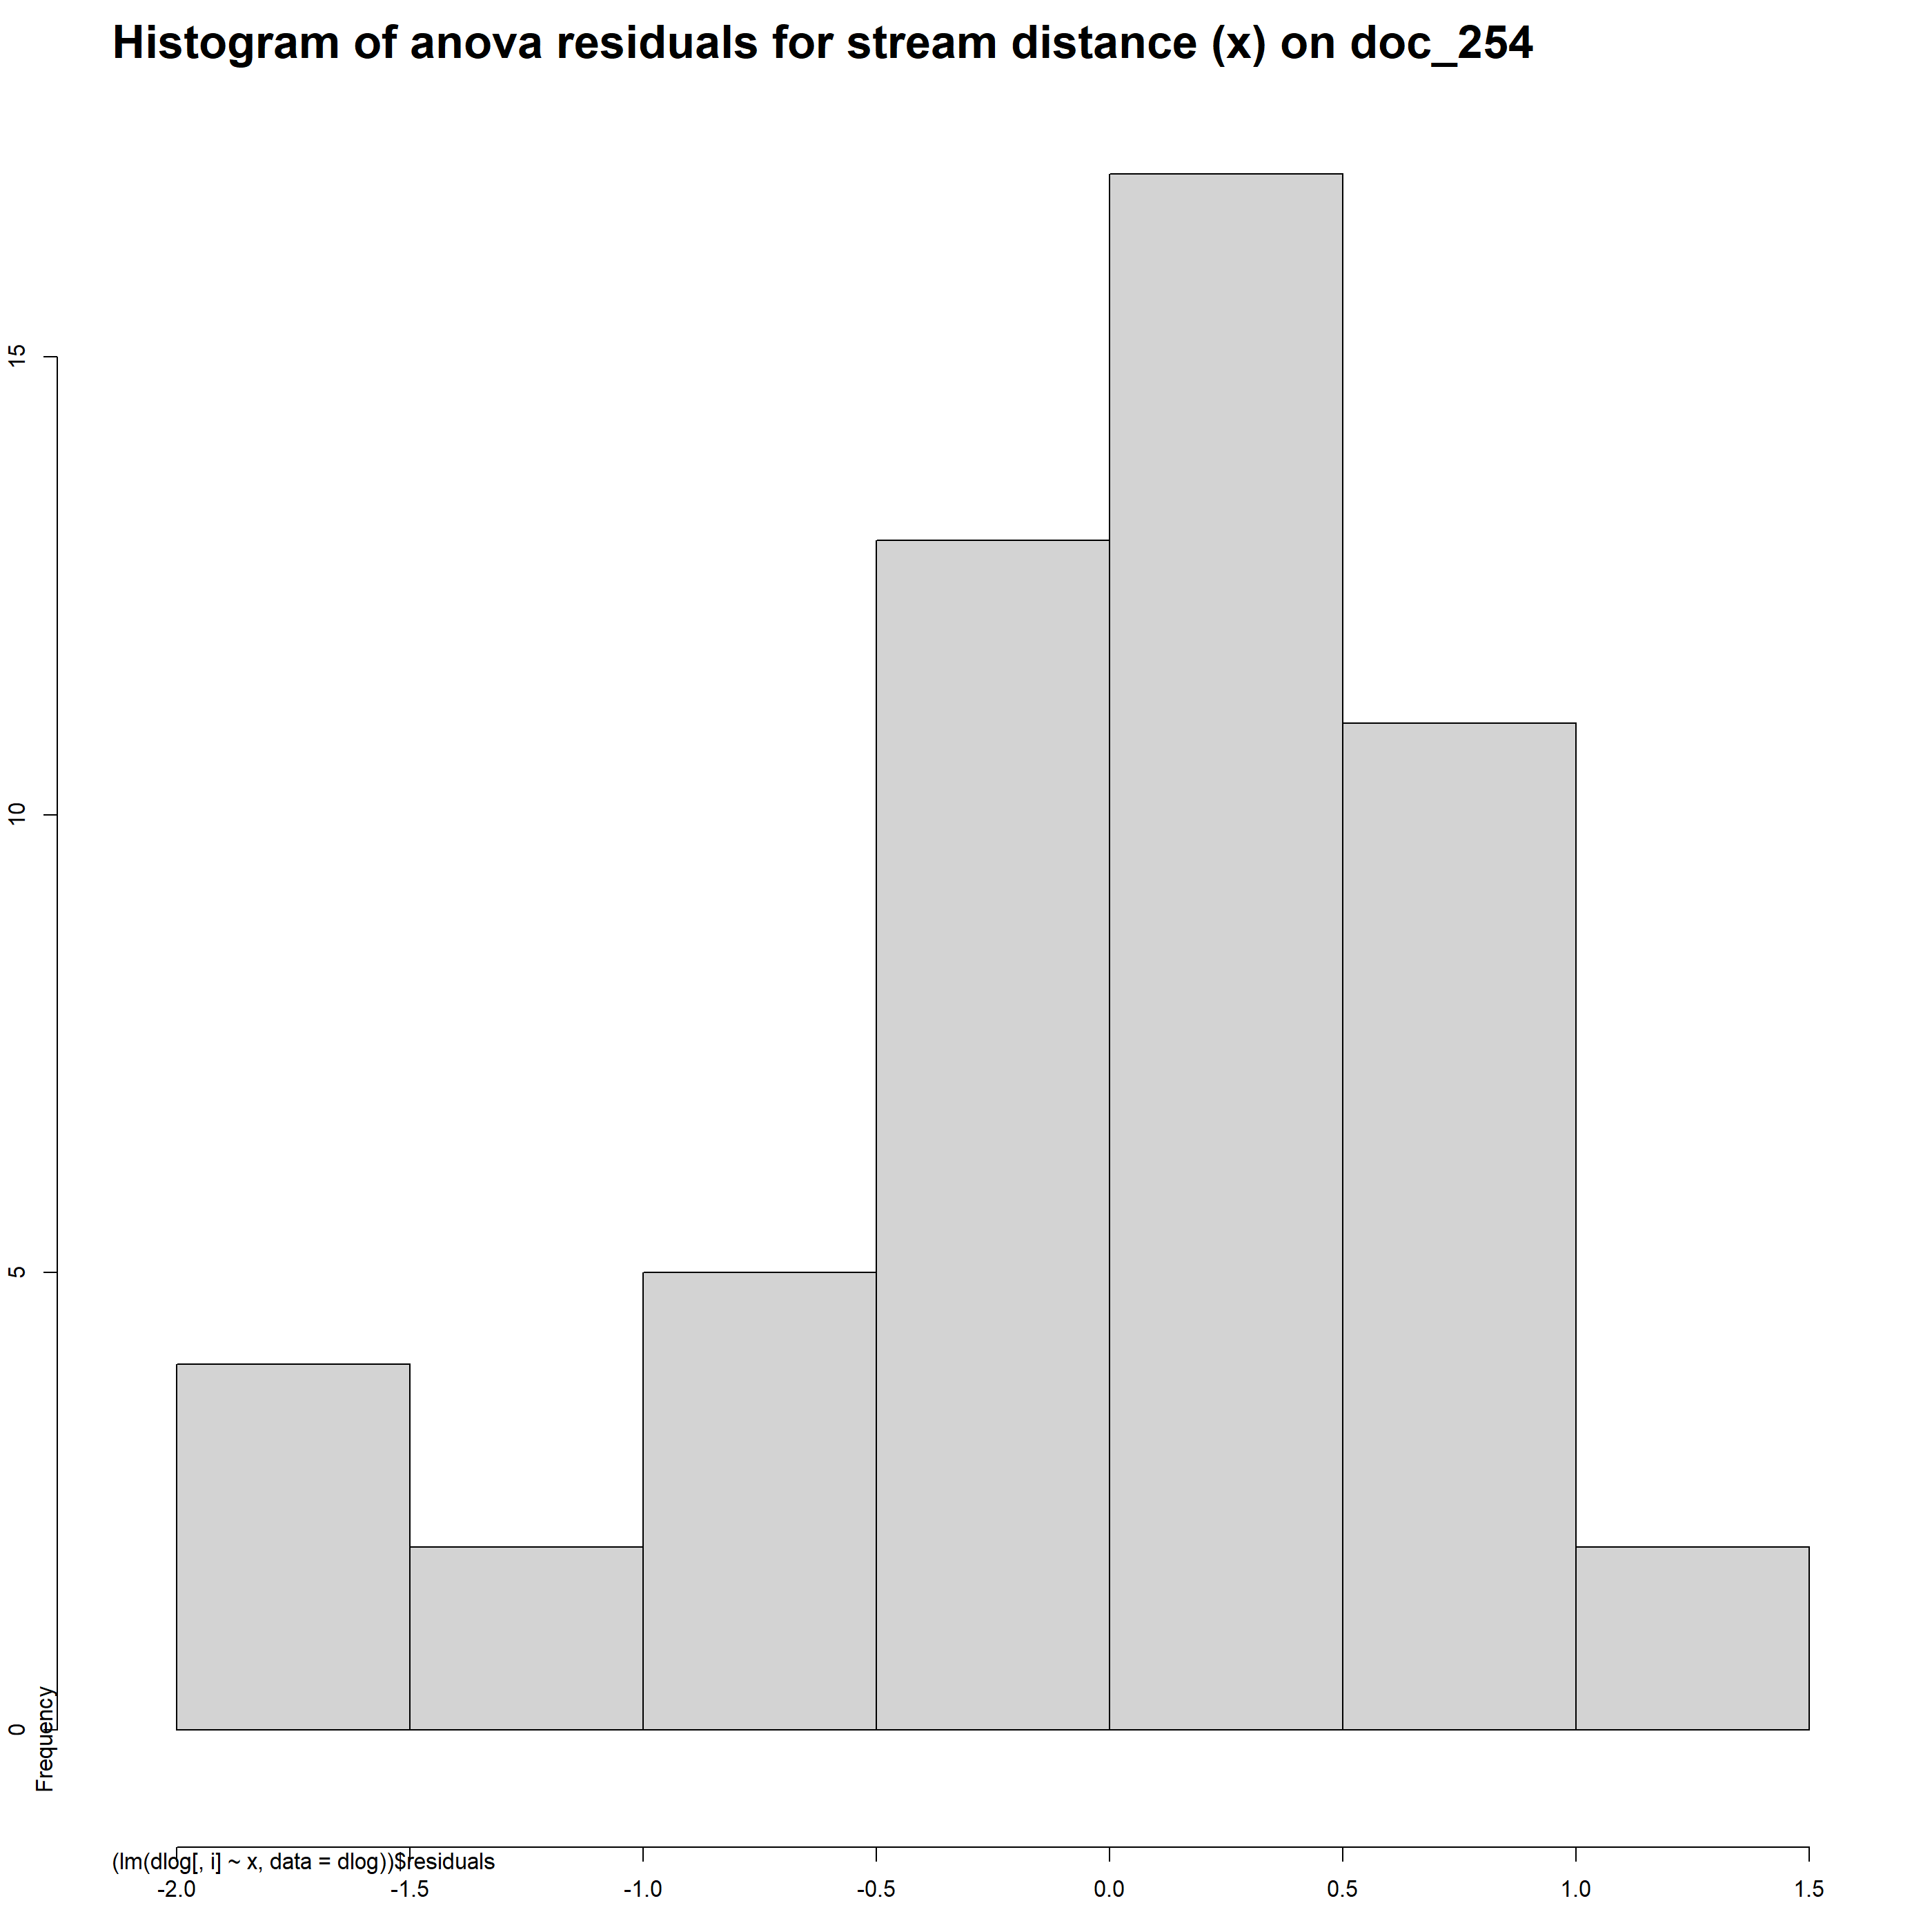 Histogram of anova residuals for stream distance (x) on doc_254
15
10
5
0
Frequency
(lm(dlog[, i] ~ x, data = dlog))$residuals
-2.0 -1.5 -1.0 -0.5 0.0 0.5 1.0 1.5